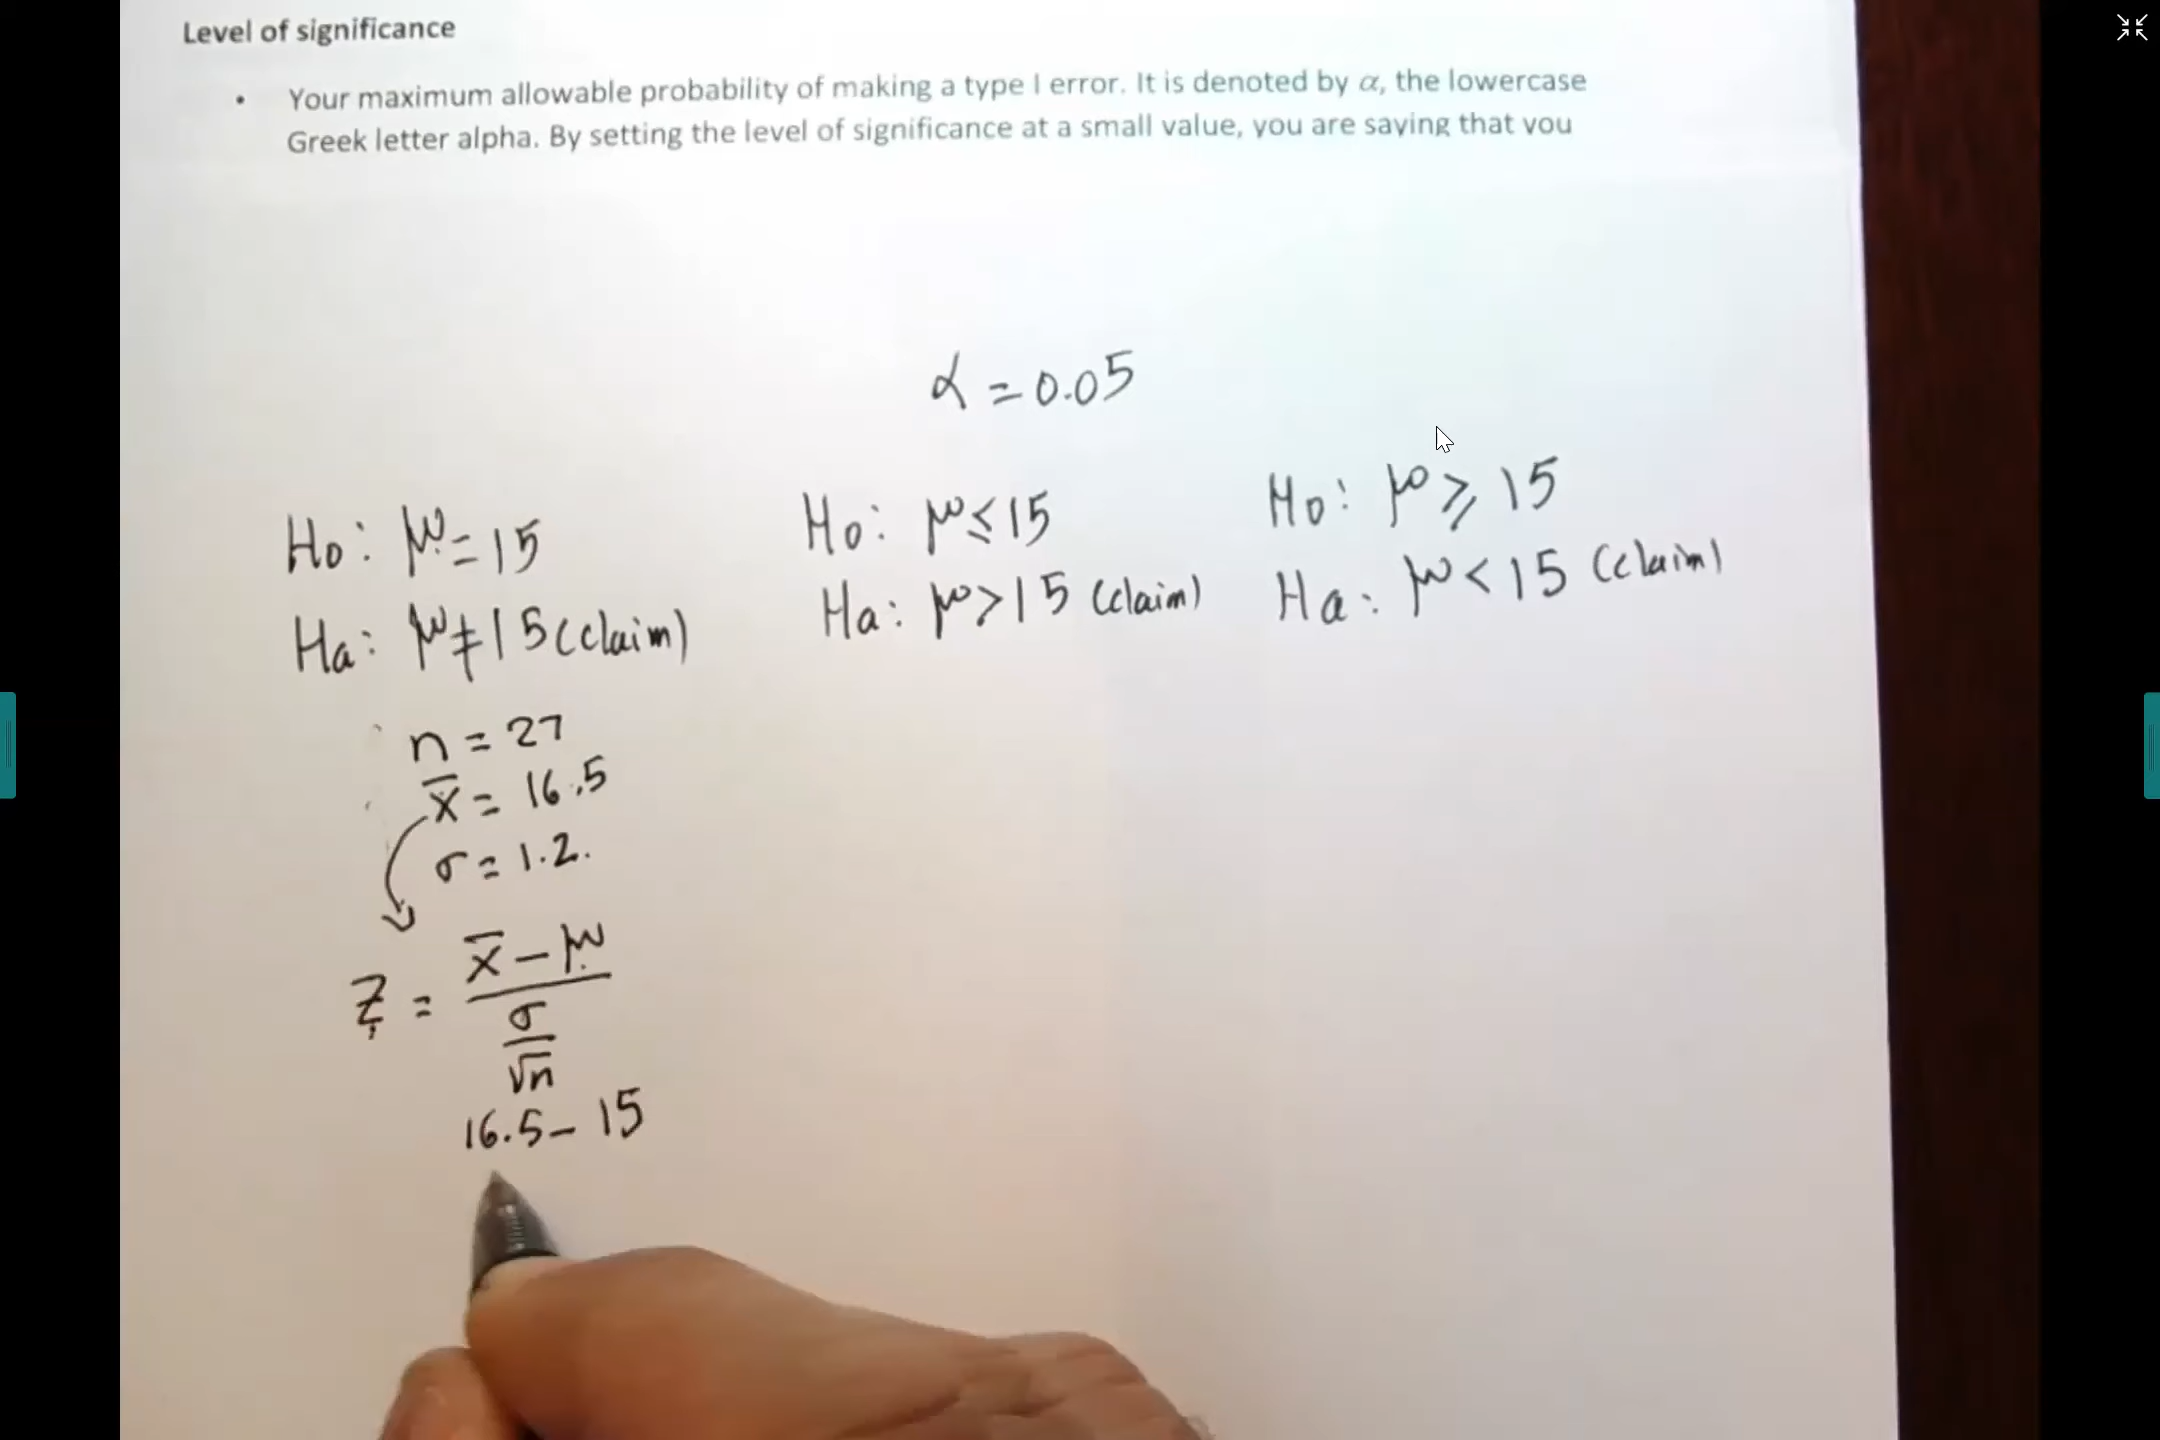 Level of significance
• Your maximum allowable probability of making a type I error. It is denoted by α, the lowercase
Greek letter alpha. By setting the level of significance at a small value, you are saying that you
α = 0.05
Ho: μ = 15
Ha: μ ≠ 15 (claim)
Ho: μ ≤ 15
Ha: μ > 15 (claim)
Ho: μ ≥ 15
Ha: μ < 15 (claim)
n = 27
x̄ = 16.5
σ = 1.2.
z = (x̄ − μ) / (σ / √n)
16.5 − 15